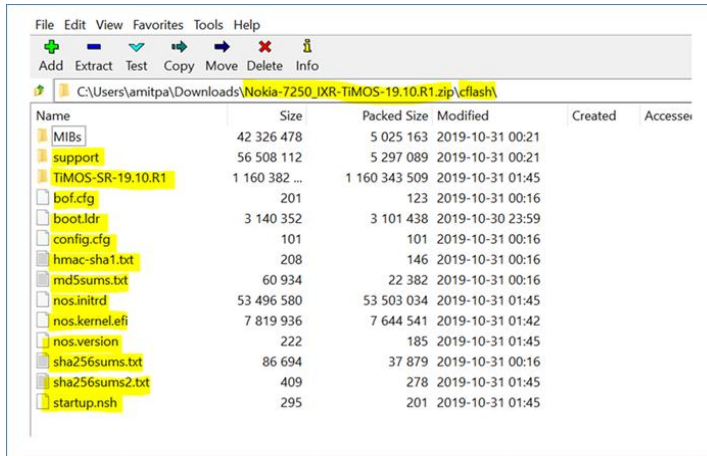 File Edit View Favorites Tools Help
Add Extract Test Copy Move Delete Info
C:\Users\amitpa\Downloads\Nokia-7250_IXR-TiMOS-19.10.R1.zip\cflash\
Name Size Packed Size Modified Created Accessed
MIBs 42 326 478 5 025 163 2019-10-31 00:21
support 56 508 112 5 297 089 2019-10-31 00:21
TiMOS-SR-19.10.R1 1 160 382 ... 1 160 343 509 2019-10-31 01:45
bof.cfg 201 123 2019-10-31 00:16
boot.ldr 3 140 352 3 101 438 2019-10-30 23:59
config.cfg 101 101 2019-10-31 00:16
hmac-sha1.txt 208 146 2019-10-31 00:16
md5sums.txt 60 934 22 382 2019-10-31 00:16
nos.initrd 53 496 580 53 503 034 2019-10-31 01:45
nos.kernel.efi 7 819 936 7 644 541 2019-10-31 01:42
nos.version 222 185 2019-10-31 01:45
sha256sums.txt 86 694 37 879 2019-10-31 00:16
sha256sums2.txt 409 278 2019-10-31 01:45
startup.nsh 295 201 2019-10-31 01:45